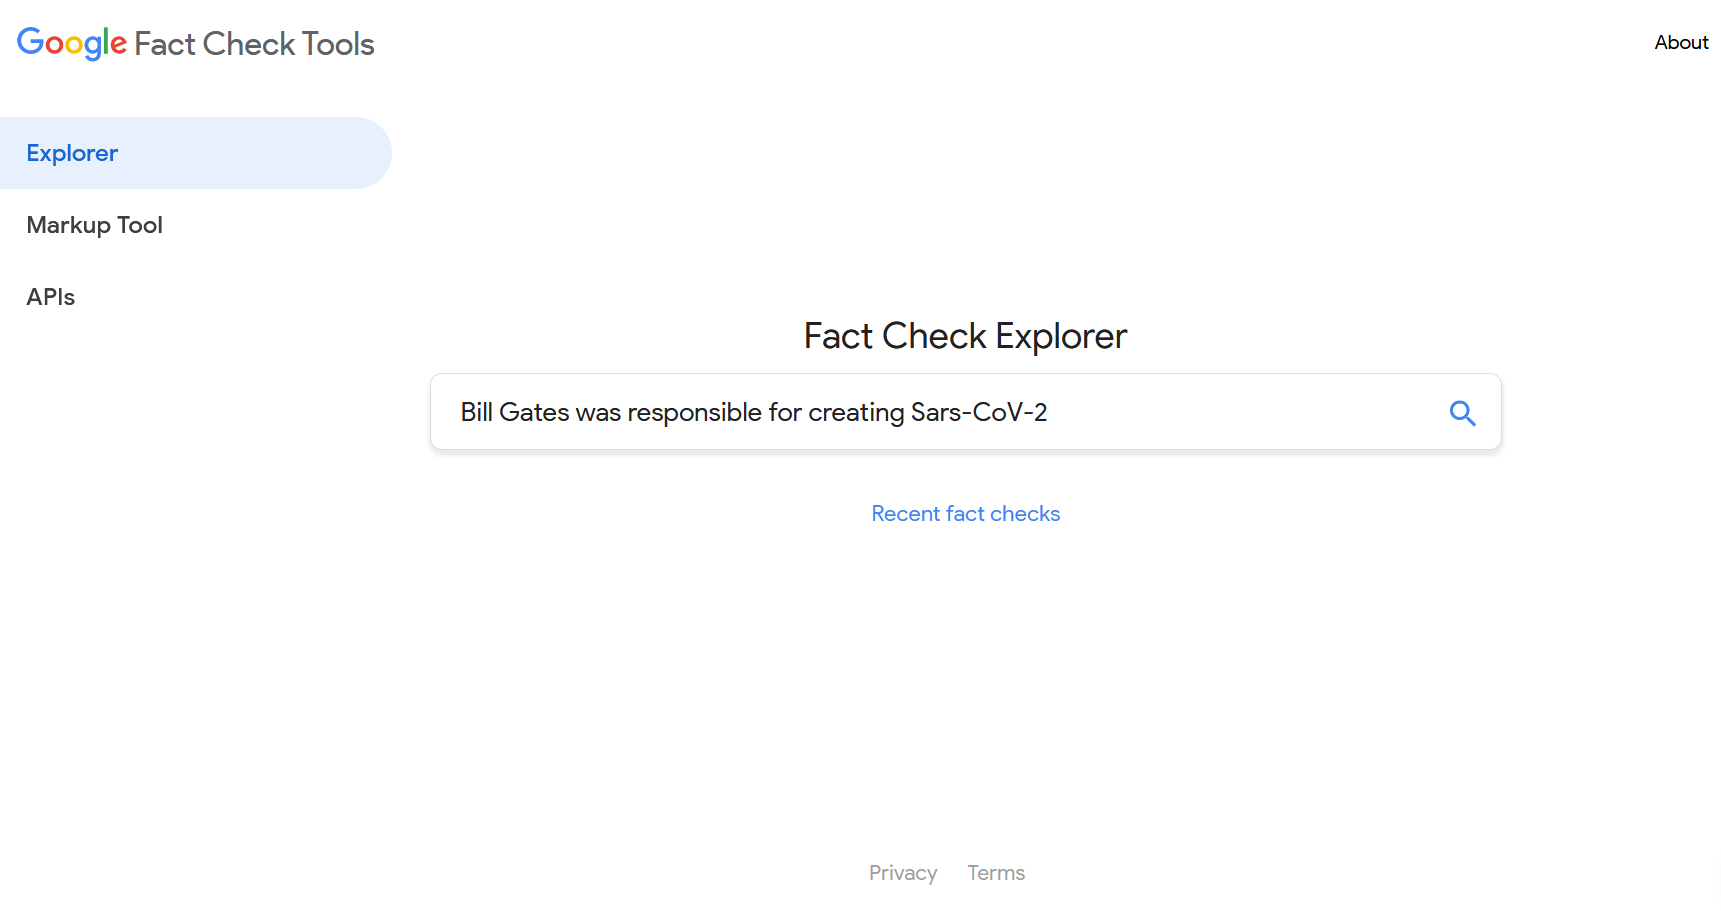 Google Fact Check Tools
About
Explorer
Markup Tool
APIs
Fact Check Explorer
Bill Gates was responsible for creating Sars-CoV-2
Recent fact checks
Privacy Terms